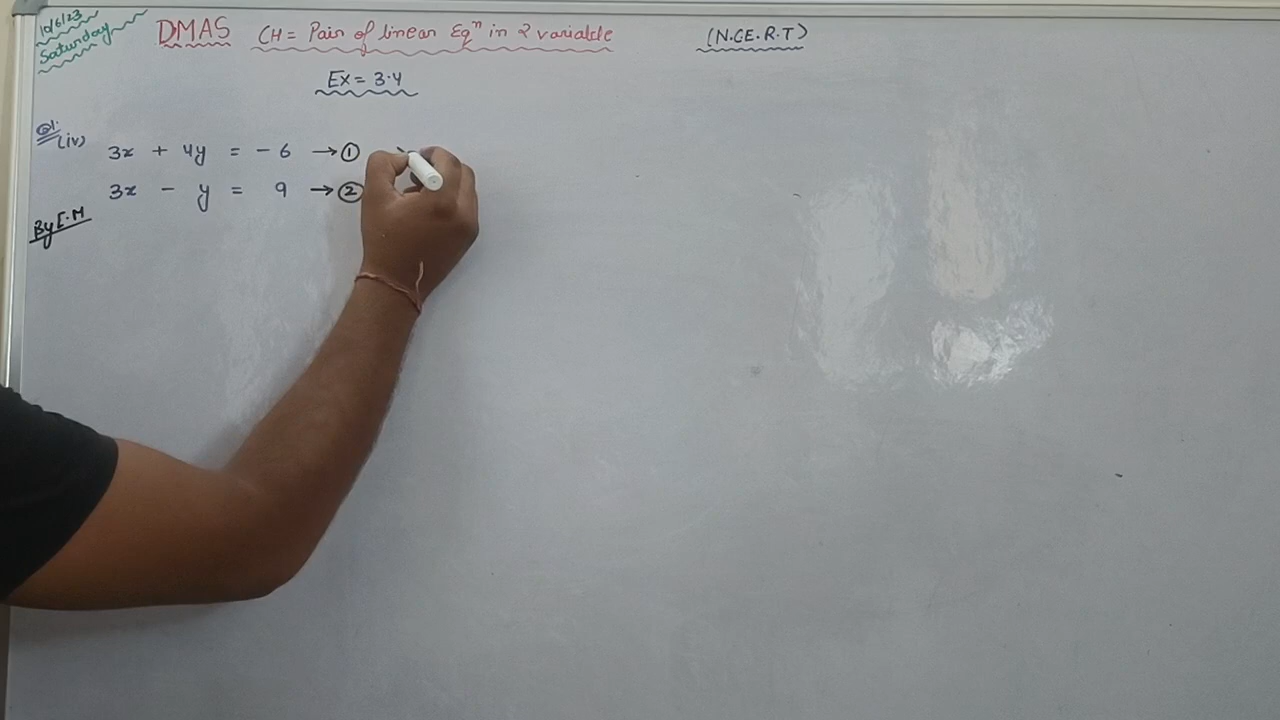 10/6/23
Saturday
DMAS CH = Pair of linear Eqⁿ in 2 variable (N.C.E.R.T)
Ex = 3.4
Q1.
(iv) 3x + 4y = - 6 → ①
3x - y = 9 → ②
By E.M